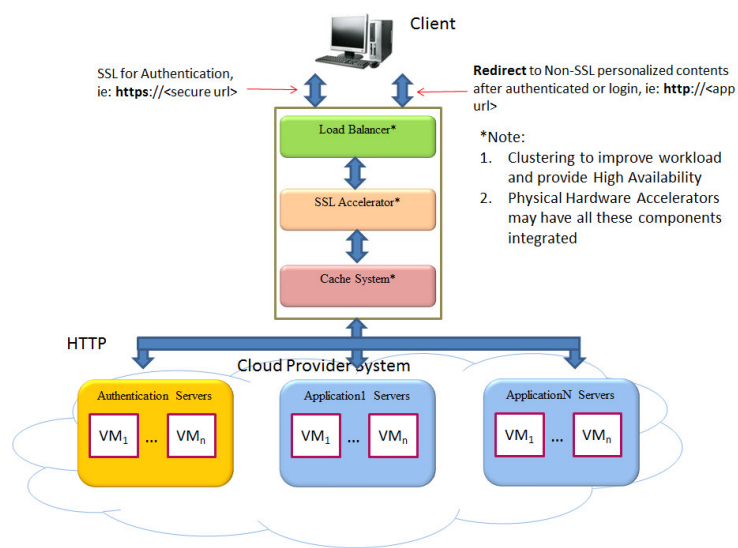 Client
SSL for Authentication,
ie: https://<secure url>
Redirect to Non-SSL personalized contents
after authenticated or login, ie: http://<app
url>
Load Balancer*
*Note:
1. Clustering to improve workload
and provide High Availability
2. Physical Hardware Accelerators
may have all these components
integrated
SSL Accelerator*
Cache System*
HTTP
Cloud Provider System
Authentication Servers
VM1 ... VMn
Application1 Servers
VM1 ... VMn
ApplicationN Servers
VM1 ... VMn